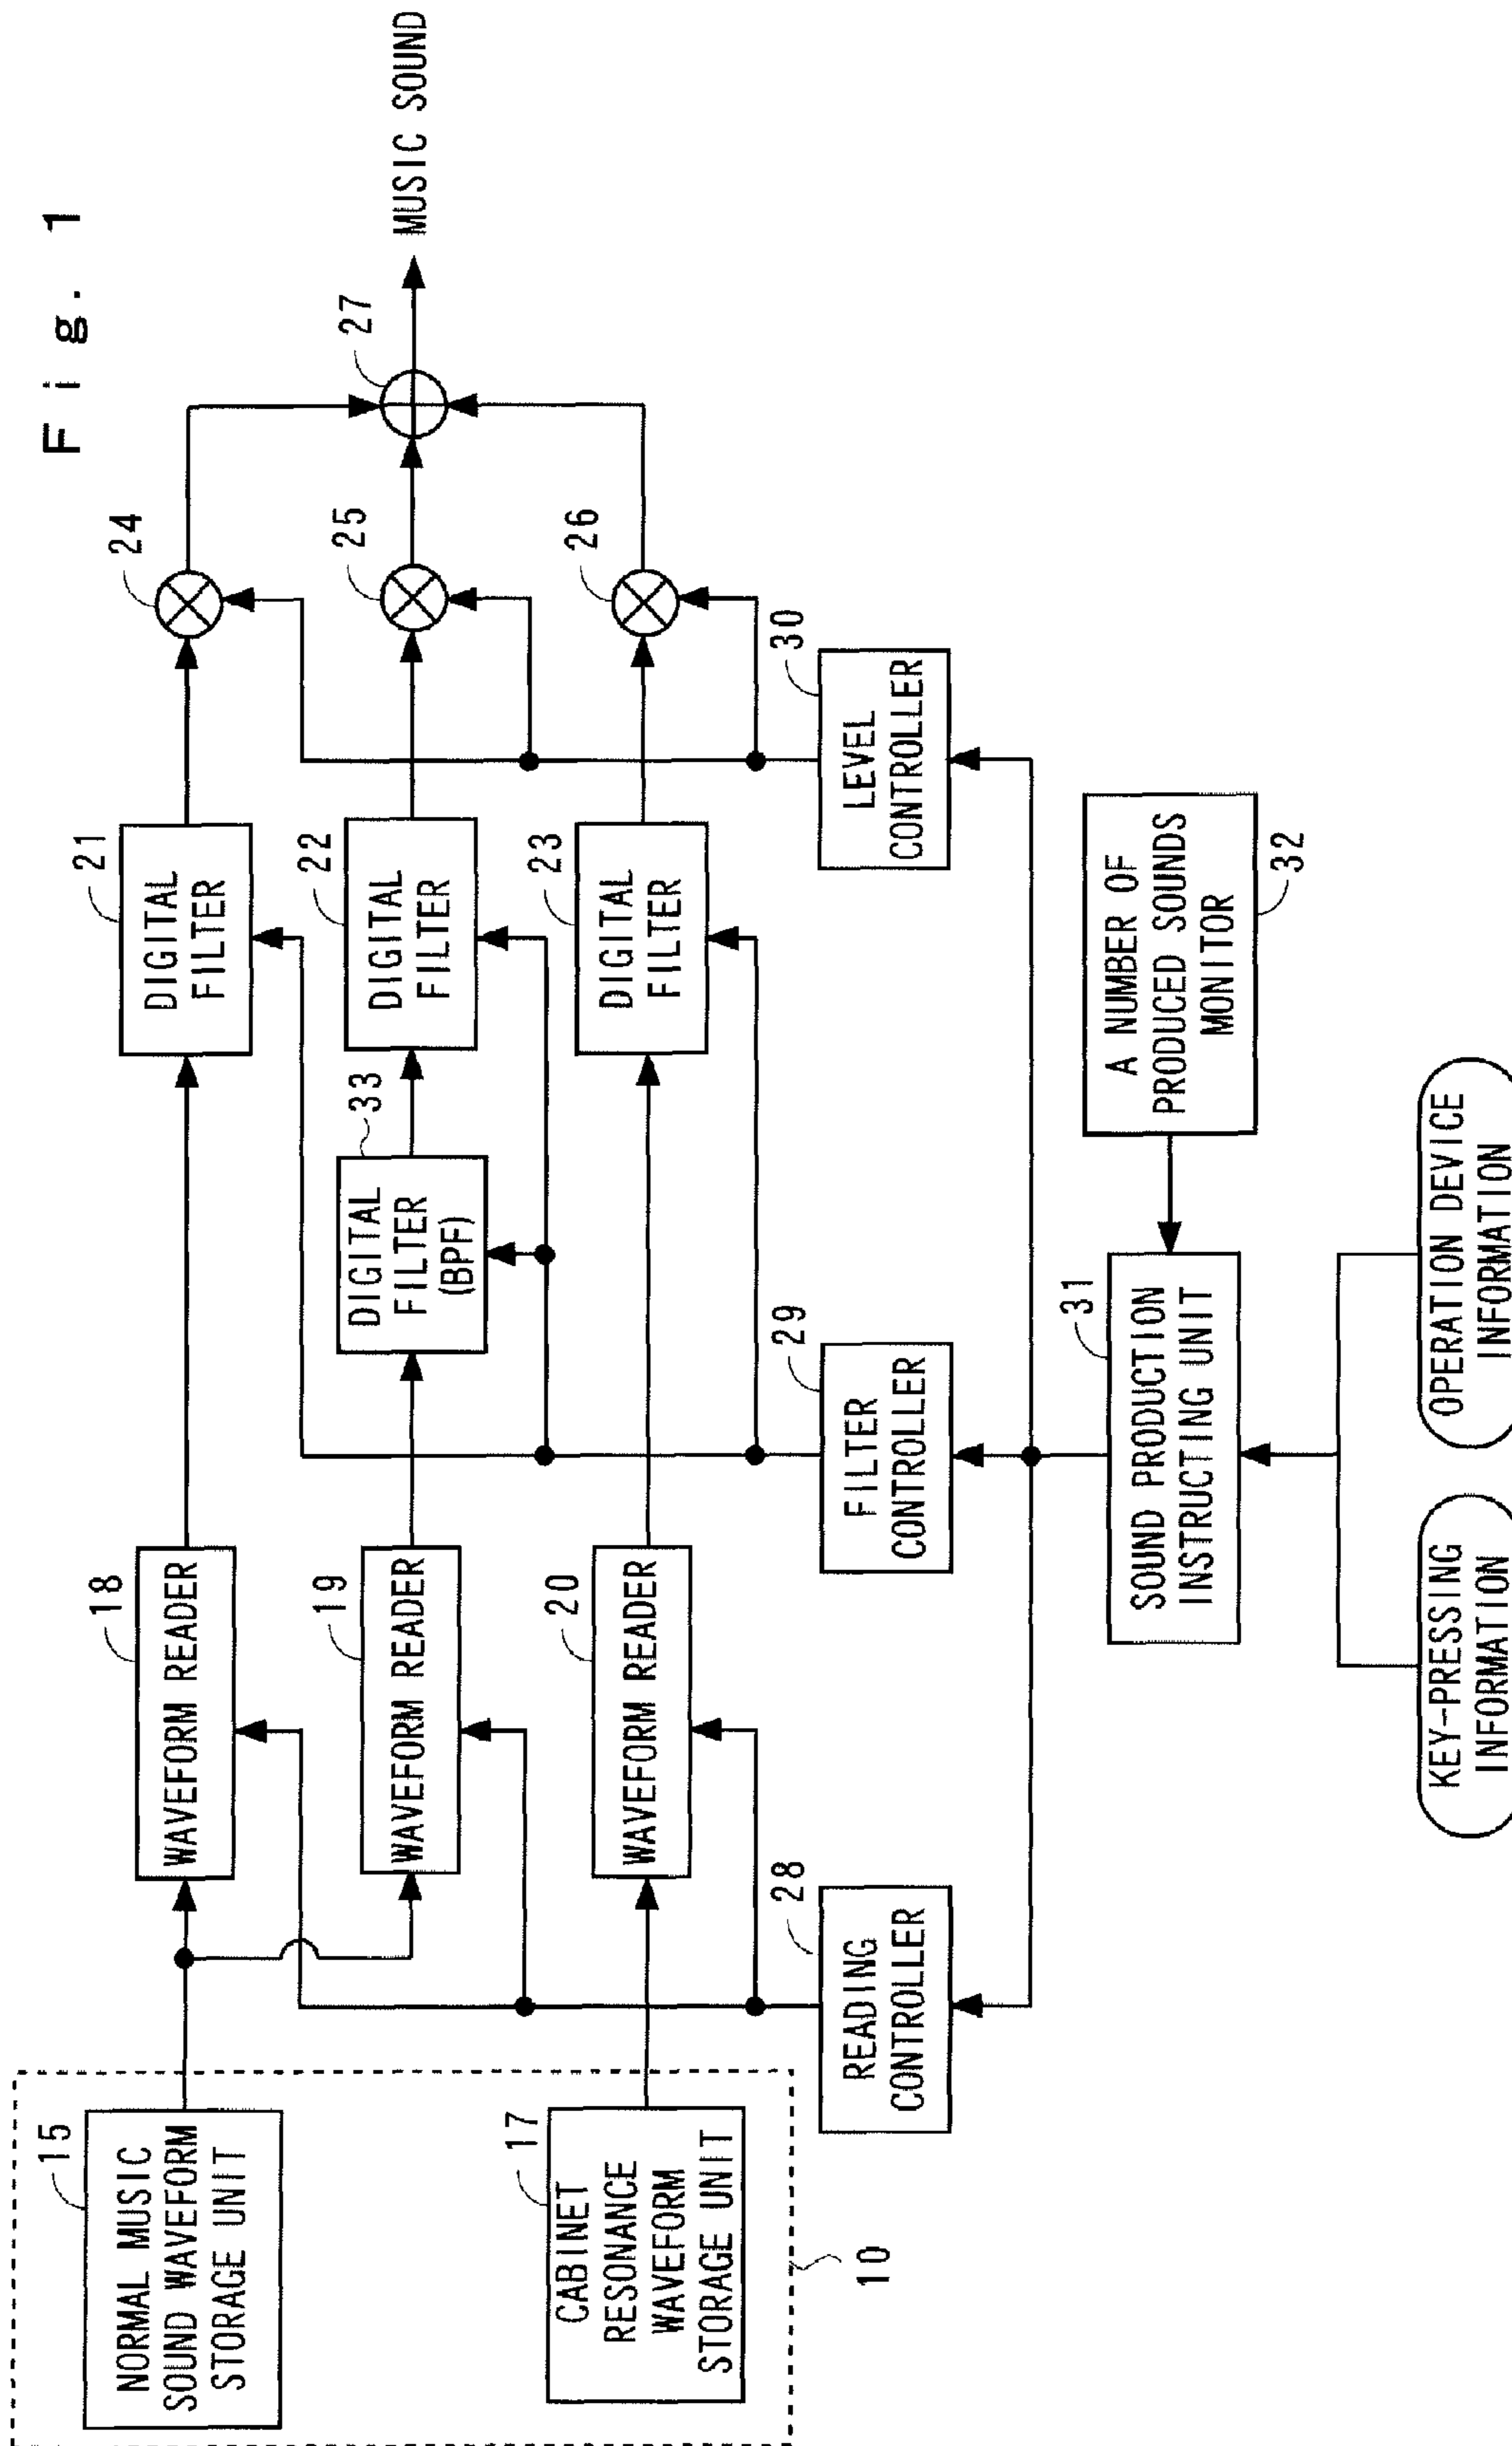 Fig. 1
15
NORMAL MUSIC
SOUND WAVEFORM
STORAGE UNIT
17
CABINET
RESONANCE
WAVEFORM
STORAGE UNIT
10
18
WAVEFORM READER
19
WAVEFORM READER
20
WAVEFORM READER
33
DIGITAL
FILTER
(BPF)
21
DIGITAL
FILTER
22
DIGITAL
FILTER
23
DIGITAL
FILTER
24
25
26
27
MUSIC SOUND
28
READING
CONTROLLER
29
FILTER
CONTROLLER
30
LEVEL
CONTROLLER
31
SOUND PRODUCTION
INSTRUCTING UNIT
A NUMBER OF
PRODUCED SOUNDS
MONITOR
32
KEY-PRESSING
INFORMATION
OPERATION DEVICE
INFORMATION